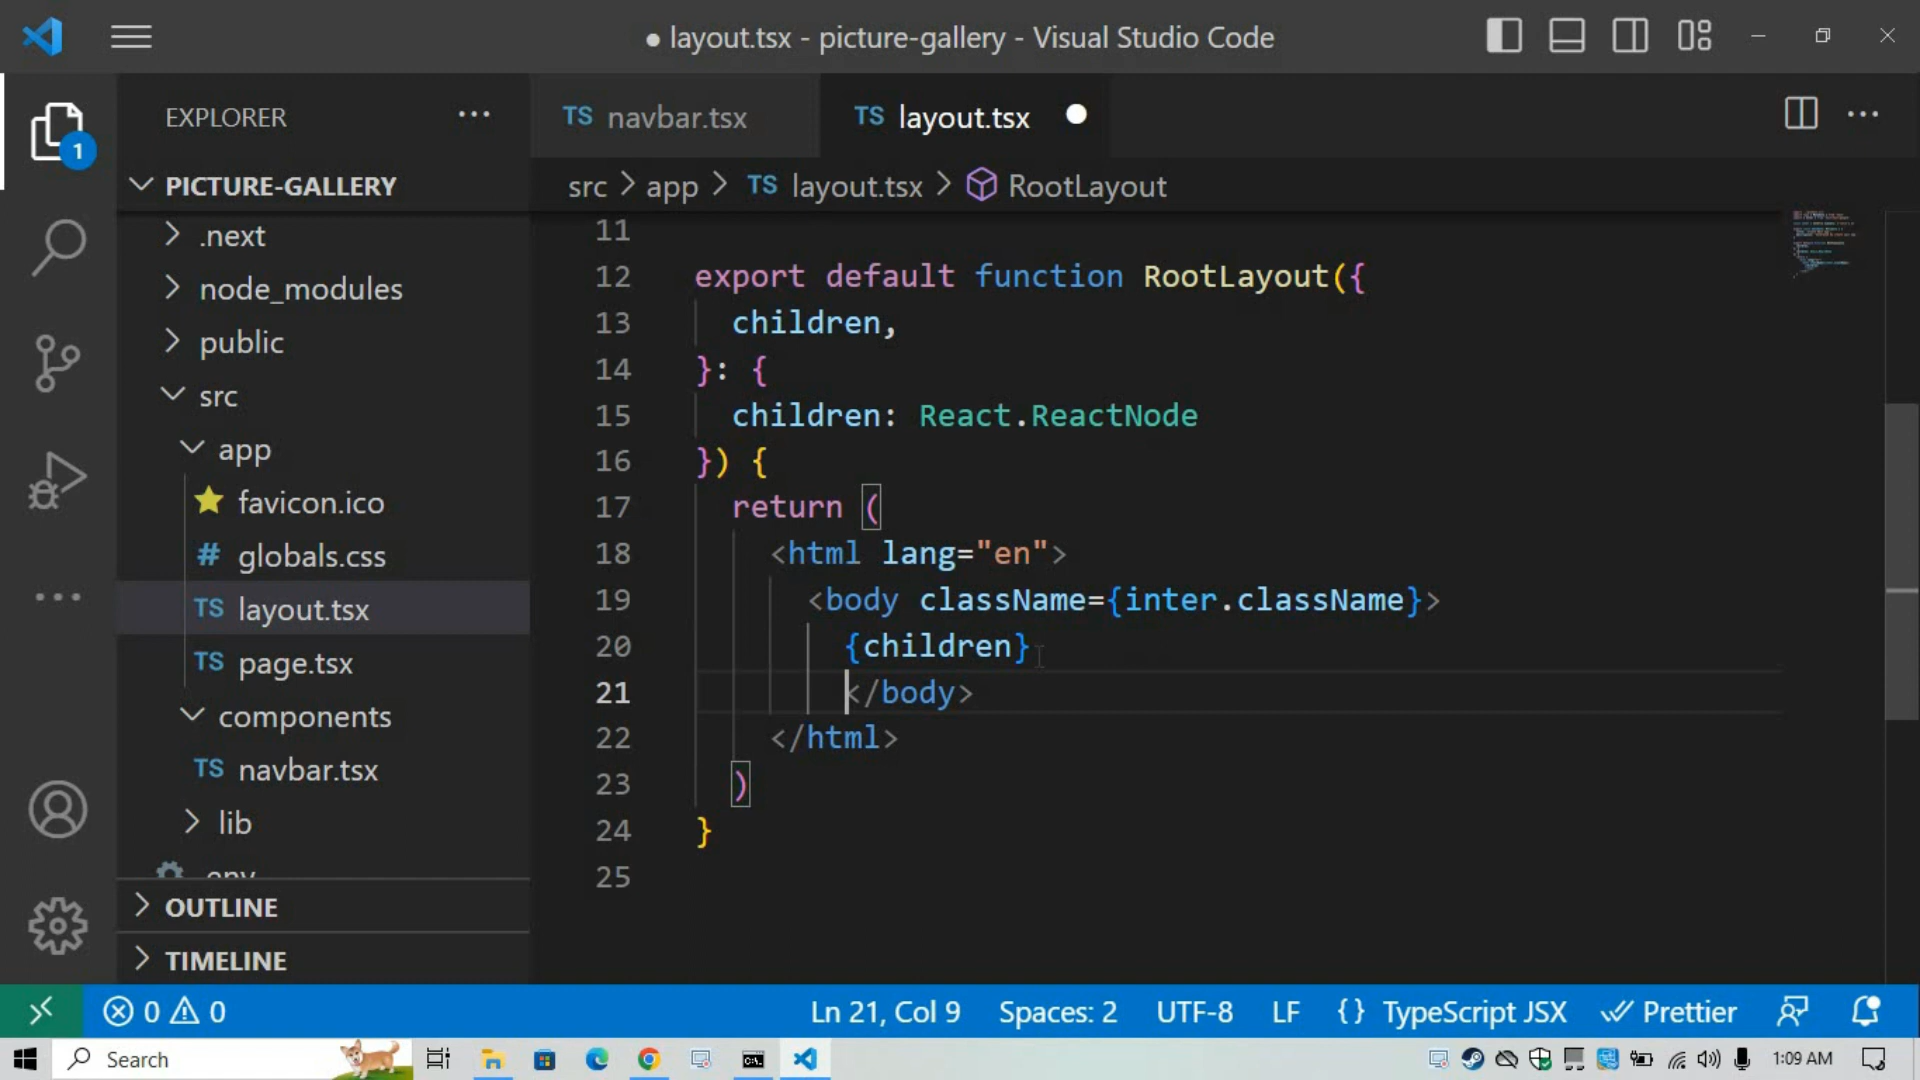 ● layout.tsx - picture-gallery - Visual Studio Code
EXPLORER
TS navbar.tsx
TS layout.tsx
1
PICTURE-GALLERY
src > app > TS layout.tsx > RootLayout
.next
node_modules
public
src
app
favicon.ico
# globals.css
TS layout.tsx
TS page.tsx
components
TS navbar.tsx
lib
.env
OUTLINE
TIMELINE
11
12 export default function RootLayout({
13 children,
14 }: {
15 children: React.ReactNode
16 }) {
17 return (
18 <html lang="en">
19 <body className={inter.className}>
20 {children}
21 </body>
22 </html>
23 )
24 }
25
0 0
Ln 21, Col 9 Spaces: 2 UTF-8 LF {} TypeScript JSX Prettier
Search
1:09 AM